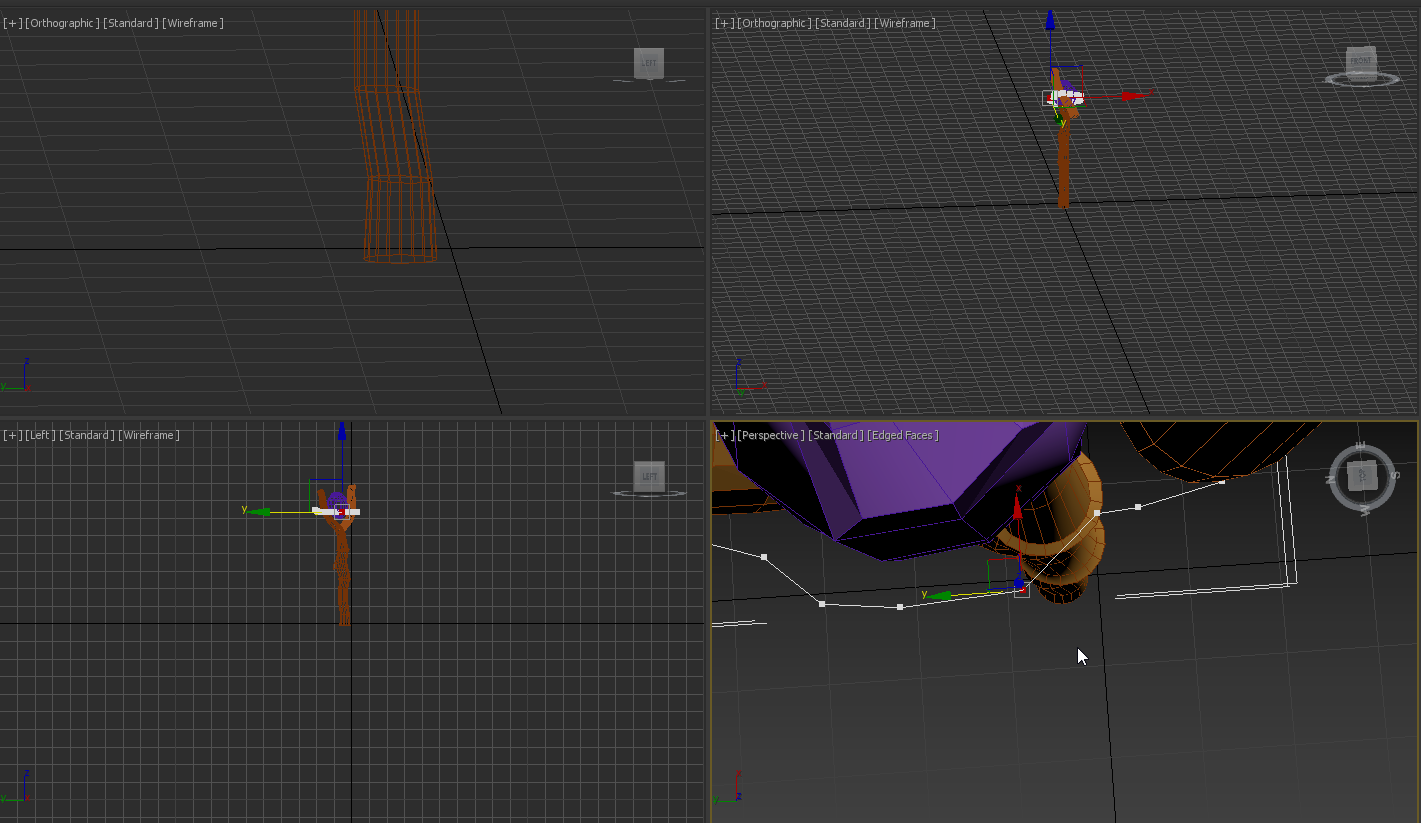 [+] [Orthographic] [Standard] [Wireframe]
LEFT
z
y
[+] [Orthographic] [Standard] [Wireframe]
FRONT
x
y
z
[+] [Left] [Standard] [Wireframe]
LEFT
y
z
y
[+] [Perspective] [Standard] [Edged Faces]
E
N
S
W
x
y
z
y